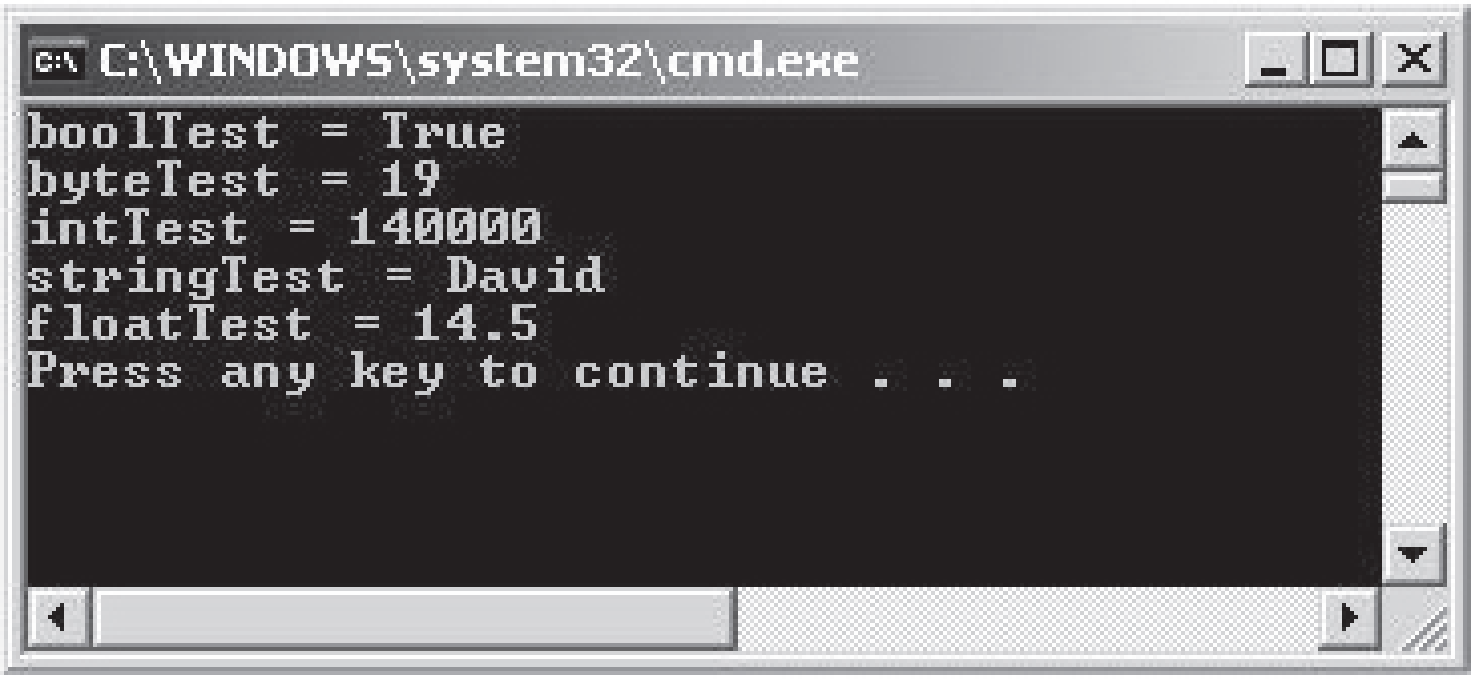 C:\ C:\WINDOWS\system32\cmd.exe
boolTest = True
byteTest = 19
intTest = 140000
stringTest = David
floatTest = 14.5
Press any key to continue . . .